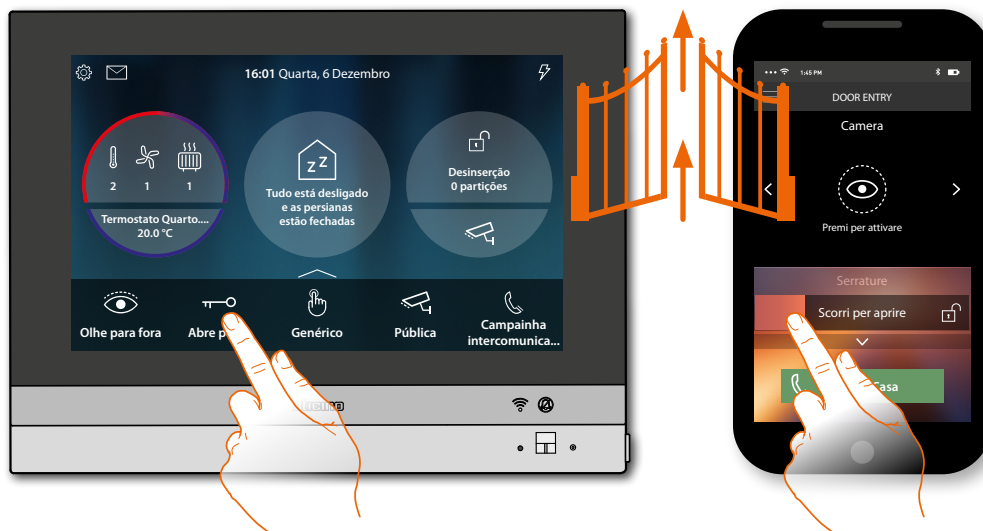 16:01 Quarta, 6 Dezembro
2 1 1
Termostato Quarto....
20.0 °C
zZ
Tudo está desligado
e as persianas
estão fechadas
Desinserção
0 partições
Olhe para fora
Abre p
Genérico
Pública
Campainha
intercomunica...
1:45 PM
DOOR ENTRY
Camera
Premi per attivare
Serrature
Scorri per aprire
Casa